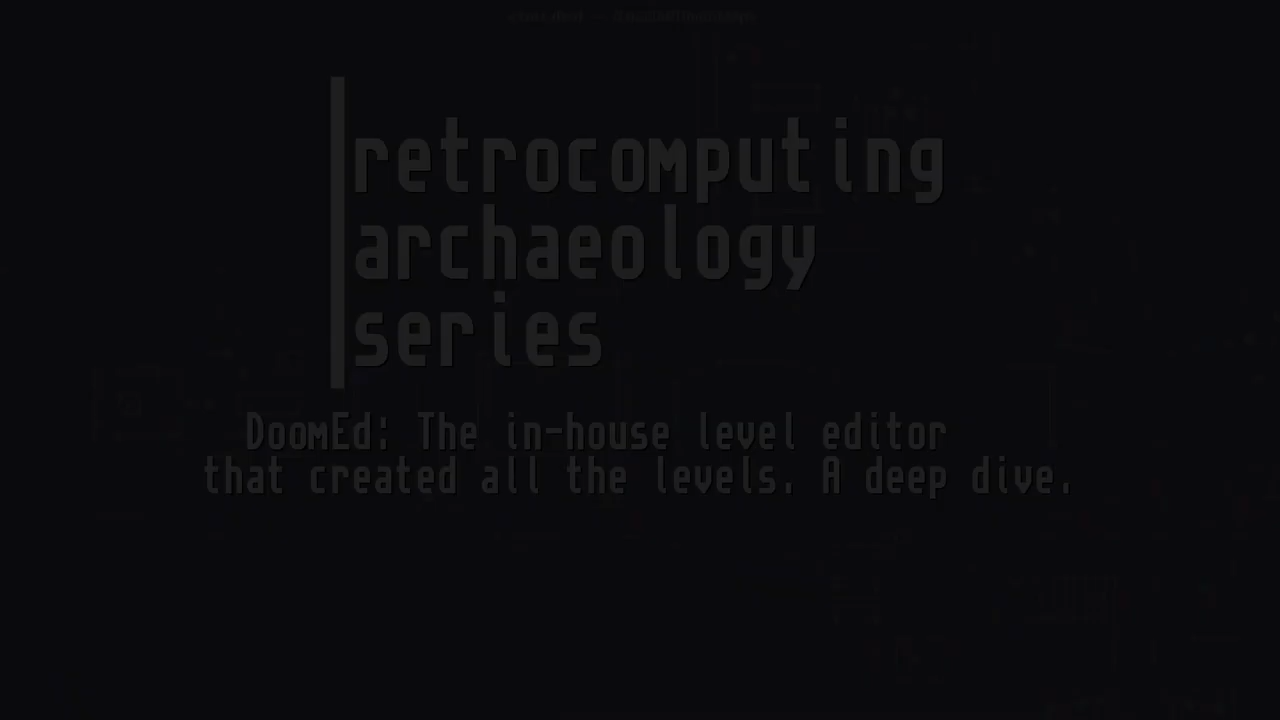 retrocomputing
archaeology
series
DoomEd: The in-house level editor
that created all the levels. A deep dive.